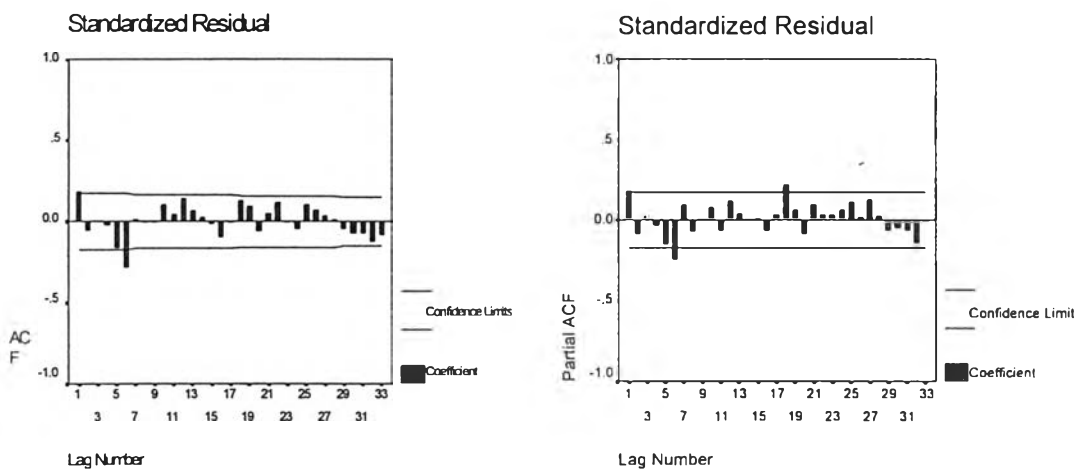 Standardized Residual
1.0
.5
0.0
-.5
-1.0
AC
F
1 5 9 13 17 21 25 29 33
3 7 11 15 19 23 27 31
Lag Number
Confidence Limits
Coefficient
Standardized Residual
1.0
.5
0.0
-.5
-1.0
Partial ACF
1 5 9 13 17 21 25 29 33
3 7 11 15 19 23 27 31
Lag Number
Confidence Limit
Coefficient